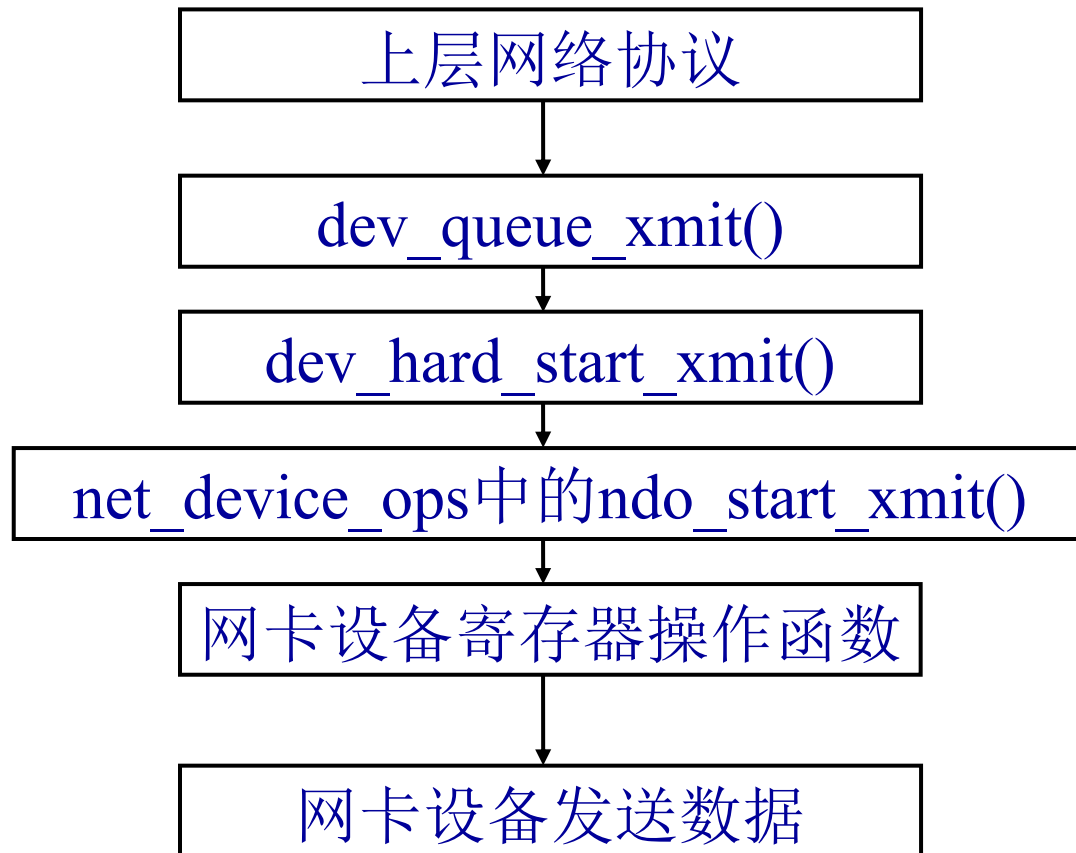 上层网络协议
dev_queue_xmit()
dev_hard_start_xmit()
net_device_ops中的ndo_start_xmit()
网卡设备寄存器操作函数
网卡设备发送数据